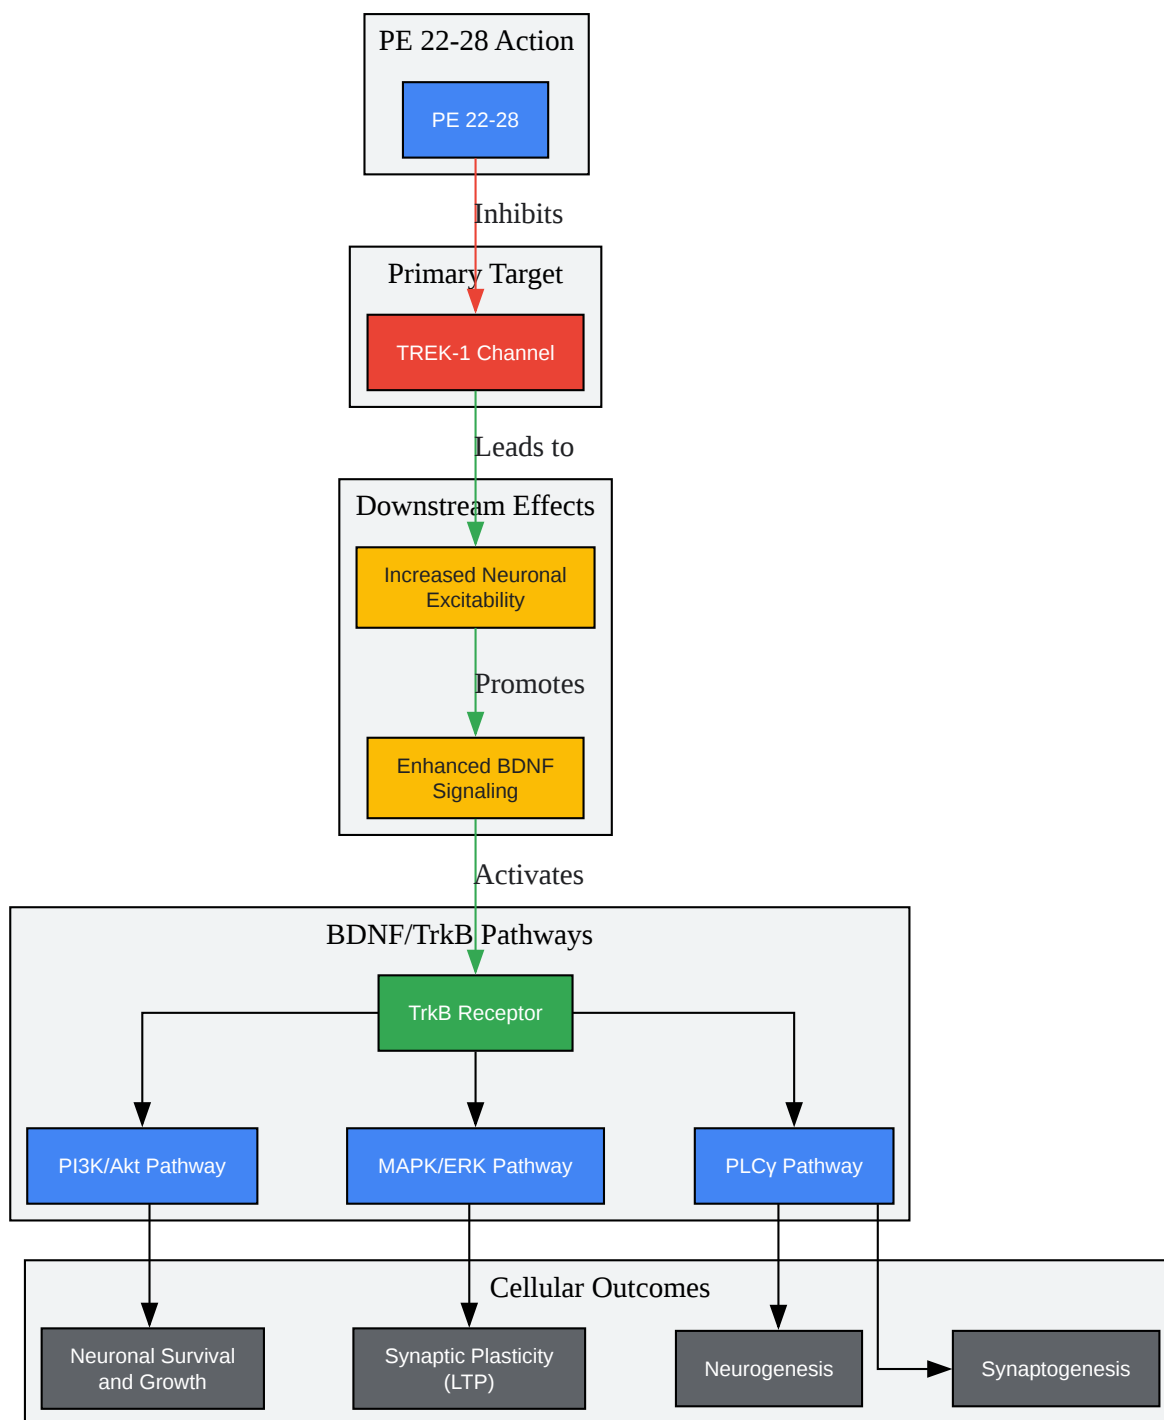 PE 22-28 Action
PE 22-28
Inhibits
Primary Target
TREK-1 Channel
Leads to
Downstream Effects
Increased Neuronal
Excitability
Promotes
Enhanced BDNF
Signaling
Activates
BDNF/TrkB Pathways
TrkB Receptor
PI3K/Akt Pathway
MAPK/ERK Pathway
PLCγ Pathway
Cellular Outcomes
Neuronal Survival
and Growth
Synaptic Plasticity
(LTP)
Neurogenesis
Synaptogenesis